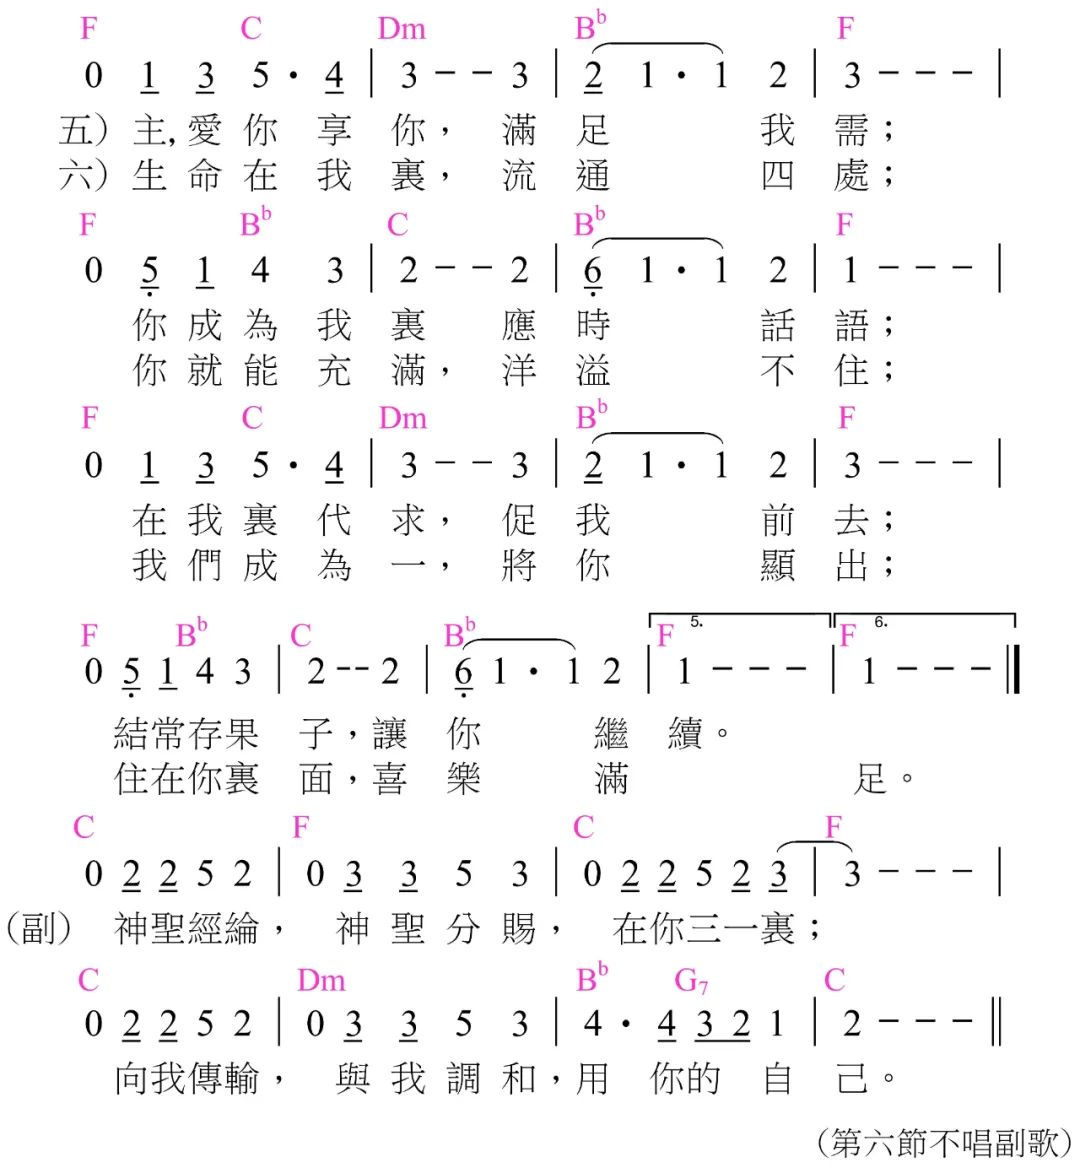 F C Dm B♭ F
0 1 3 5 · 4 | 3 - - 3 | 2 1 · 1 2 | 3 - - - |
五) 主,愛 你 享 你， 滿 足 我 需；
六) 生 命 在 我 裏， 流 通 四 處；
F B♭ C B♭ F
0 5̣ 1 4 3 | 2 - - 2 | 6̣ 1 · 1 2 | 1 - - - |
你 成 為 我 裏 應 時 話 語；
你 就 能 充 滿， 洋 溢 不 住；
F C Dm B♭ F
0 1 3 5 · 4 | 3 - - 3 | 2 1 · 1 2 | 3 - - - |
在 我 裏 代 求， 促 我 前 去；
我 們 成 為 一， 將 你 顯 出；
F B♭ C B♭ F 5. F 6.
0 5̣ 1 4 3 | 2 - - 2 | 6̣ 1 · 1 2 | 1 - - - | 1 - - - ‖
結常存果 子，讓 你 繼 續。
住在你裏 面，喜 樂 滿 足。
C F C F
0 2 2 5 2 | 0 3 3 5 3 | 0 2 2 5 2 3 | 3 - - - |
(副) 神聖經綸， 神 聖 分 賜， 在你三一裏；
C Dm B♭ G7 C
0 2 2 5 2 | 0 3 3 5 3 | 4 · 4 3 2 1 | 2 - - - ‖
向我傳輸， 與 我 調 和，用 你的 自 己。
(第六節不唱副歌)